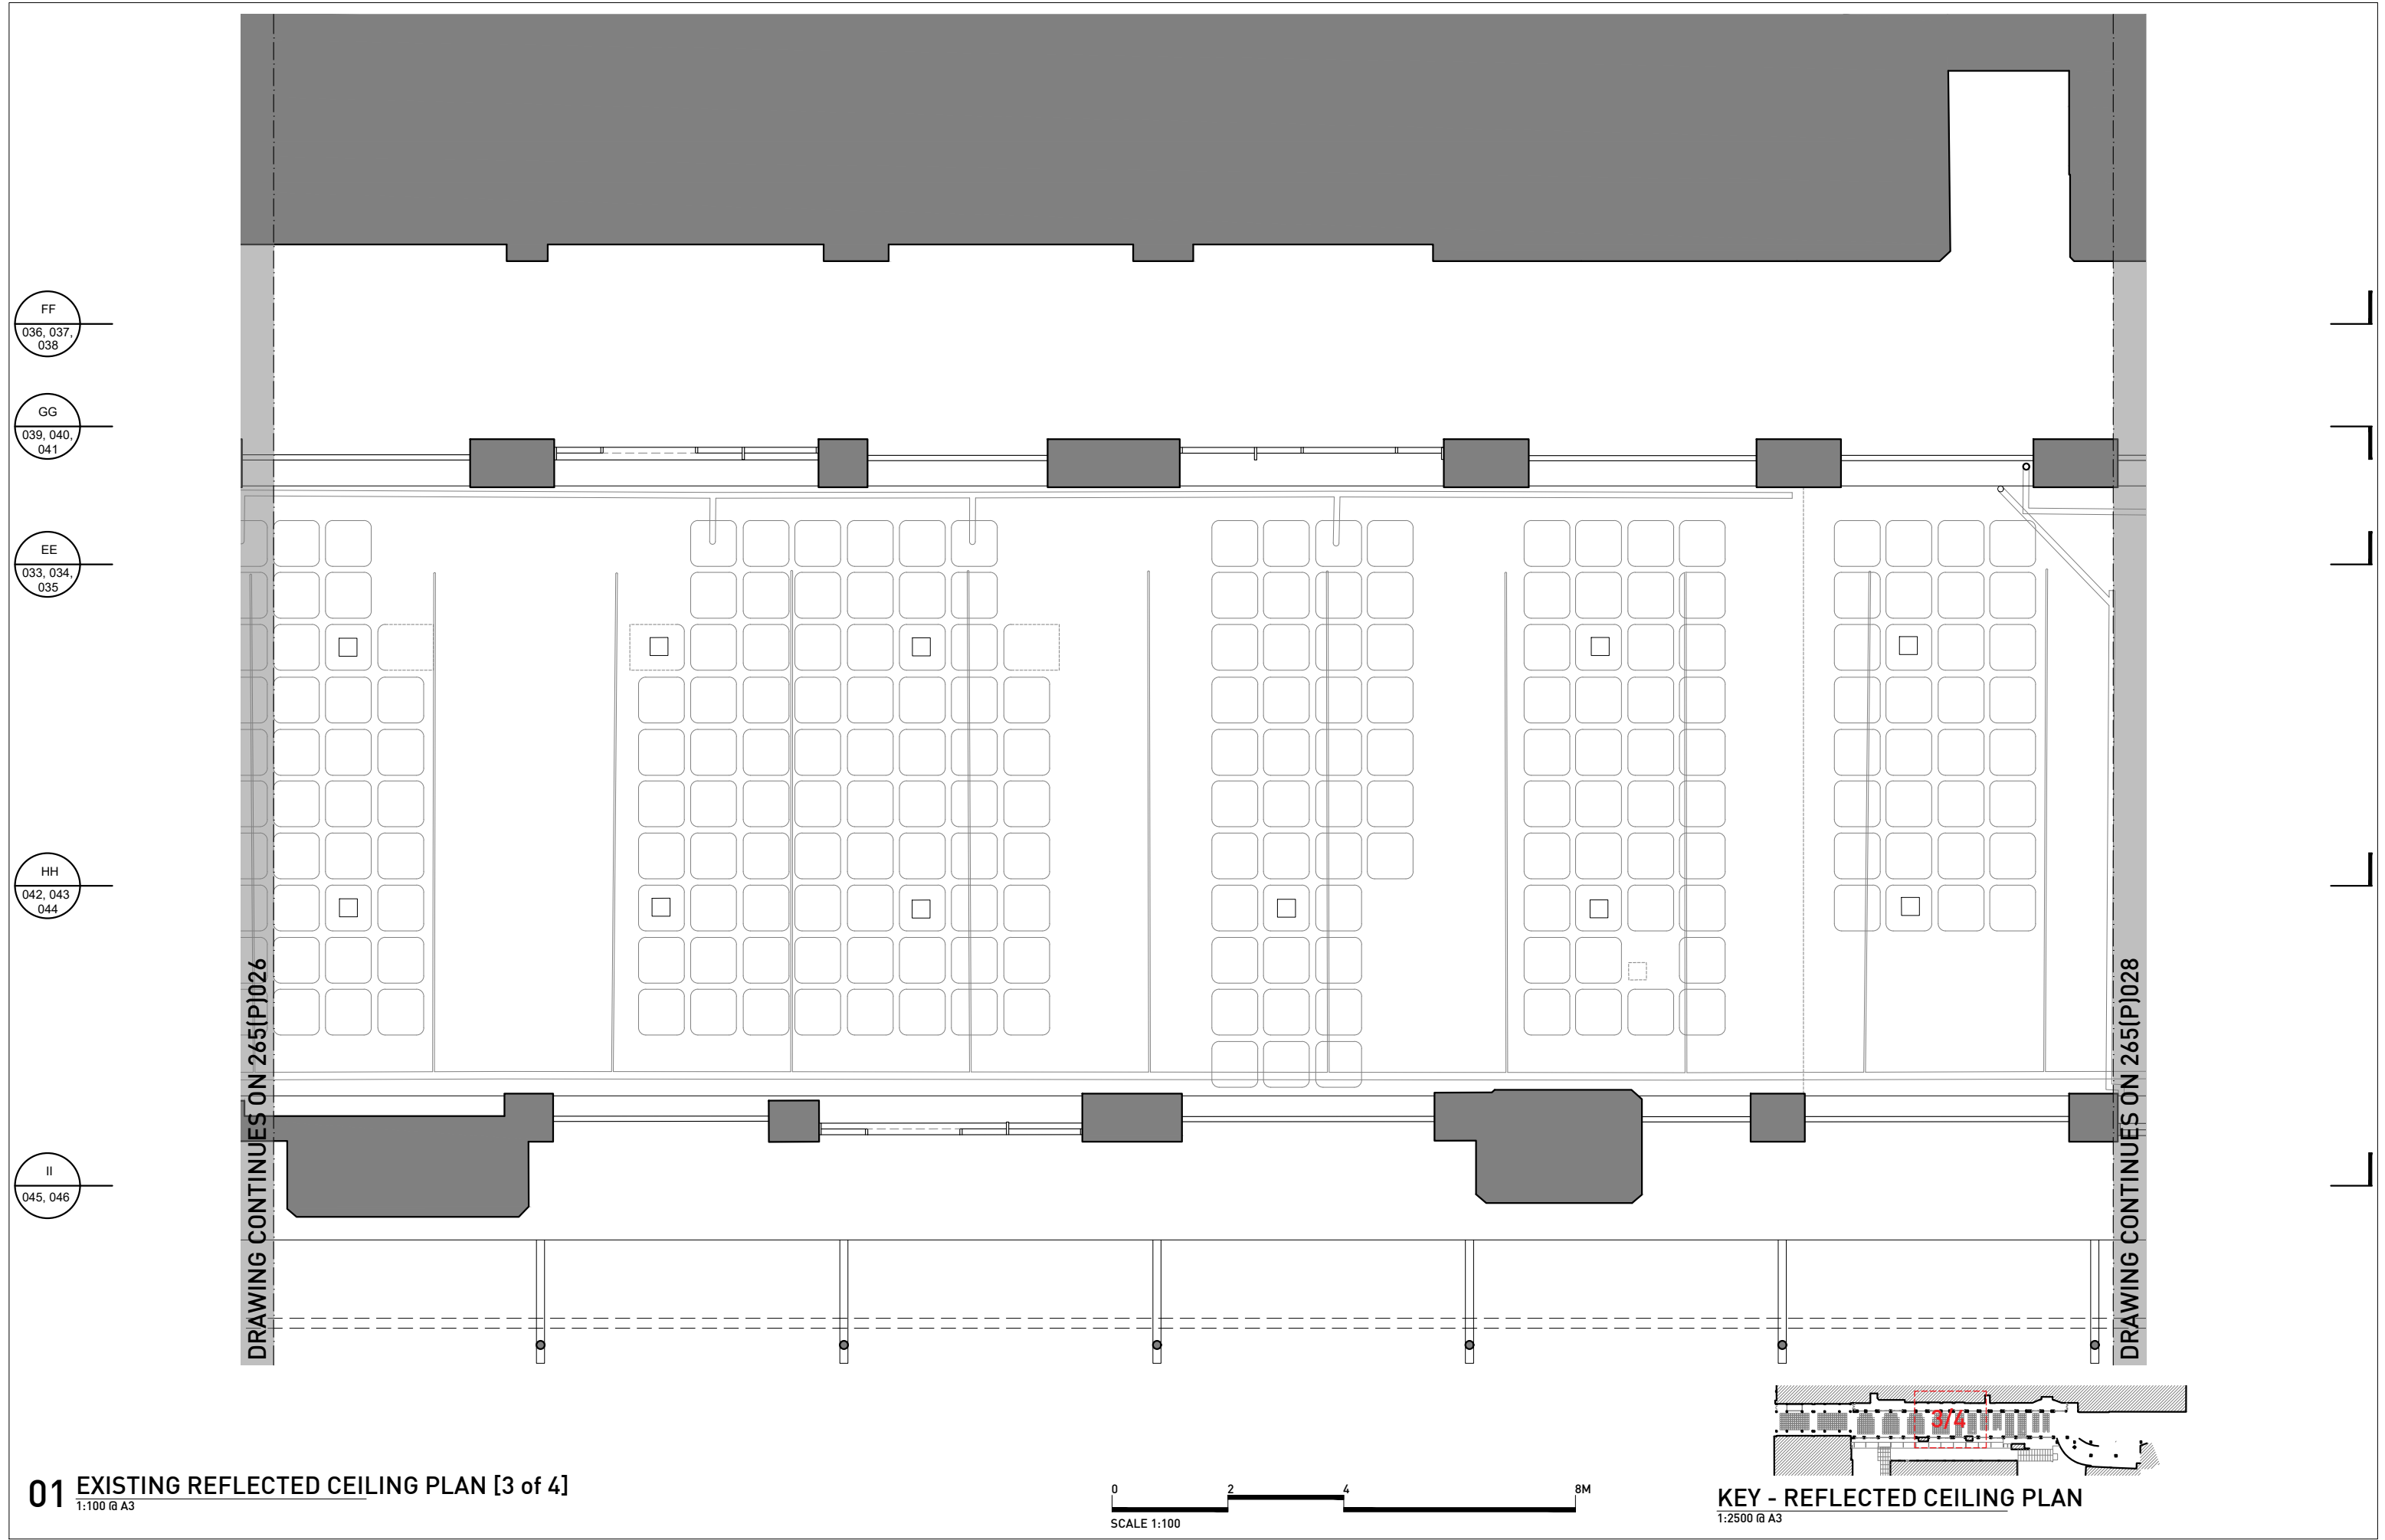 FF
036, 037,
038
GG
039, 040,
041
EE
033, 034,
035
HH
042, 043
044
II
045, 046
DRAWING CONTINUES ON 265(P)026
DRAWING CONTINUES ON 265(P)028
3/4
01 EXISTING REFLECTED CEILING PLAN [3 of 4]
1:100 @ A3
0 2 4 8M
SCALE 1:100
KEY - REFLECTED CEILING PLAN
1:2500 @ A3